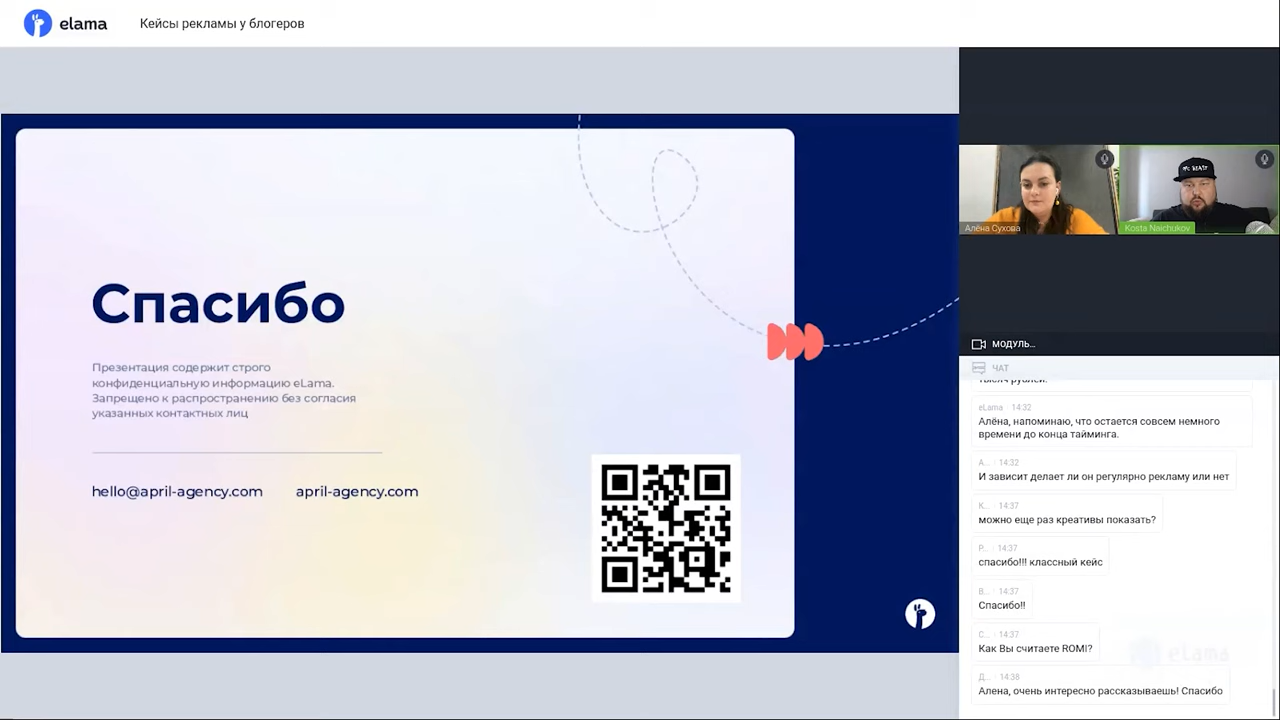 elama
Кейсы рекламы у блогеров
Спасибо
Презентация содержит строго
конфиденциальную информацию eLama.
Запрещено к распространению без согласия
указанных контактных лиц
hello@april-agency.com
april-agency.com
Алёна Сухова
Kosta Naichukov
МОДУЛЬ...
ЧАТ
тысяч рублей.
eLama · 14:32
Алёна, напоминаю, что остается совсем немного
времени до конца тайминга.
А... · 14:32
И зависит делает ли он регулярно рекламу или нет
К... · 14:37
можно еще раз креативы показать?
Р... · 14:37
спасибо!!! классный кейс
В... · 14:37
Спасибо!!
С... · 14:37
Как Вы считаете ROMI?
eLama
Д... · 14:38
Алена, очень интересно рассказываешь! Спасибо